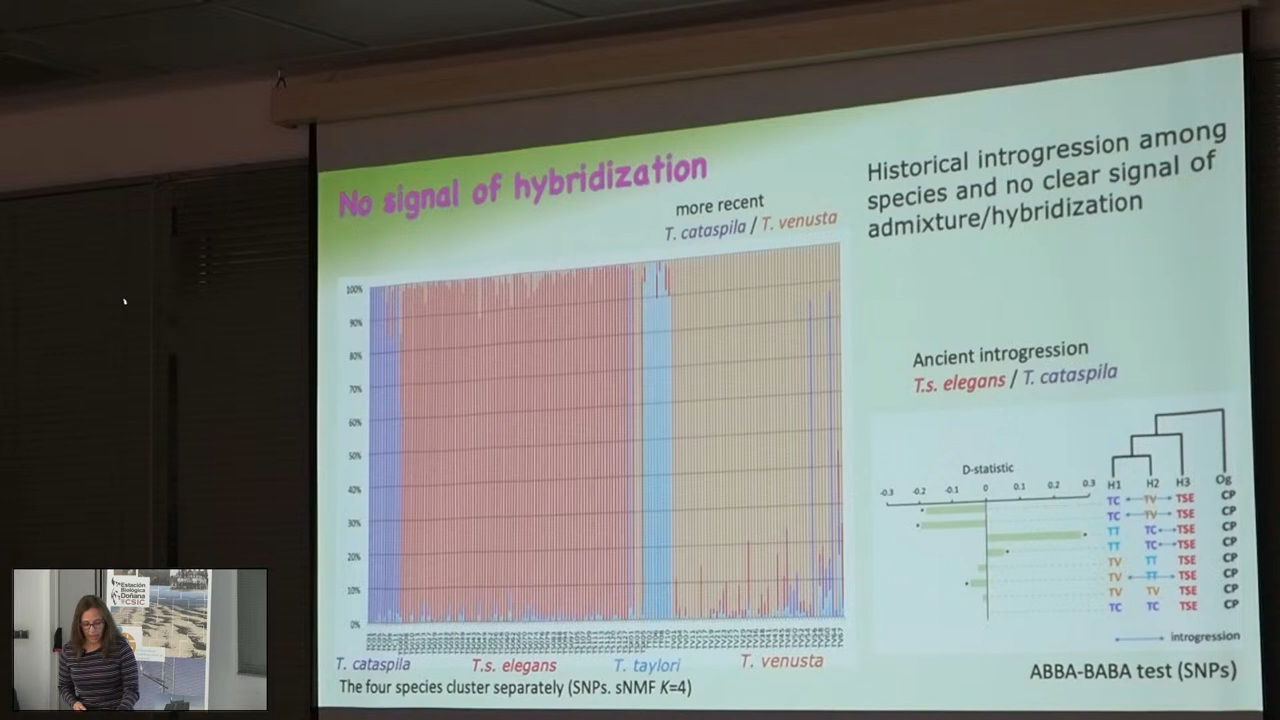 No signal of hybridization
more recent
T. cataspila / T. venusta
Historical introgression among
species and no clear signal of
admixture/hybridization
100%
90%
80%
70%
60%
50%
40%
30%
20%
10%
0%
T. cataspila
T.s. elegans
T. taylori
T. venusta
The four species cluster separately (SNPs. sNMF K=4)
Ancient introgression
T.s. elegans / T. cataspila
D-statistic
-0.3 -0.2 -0.1 0 0.1 0.2 0.3
H1 H2 H3 Og
TC TV TSE CP
TC TV TSE CP
TT TC TSE CP
TT TC TSE CP
TV TT TSE CP
TV TT TSE CP
TV TV TSE CP
TC TC TSE CP
introgression
ABBA-BABA test (SNPs)
Estación
Biológica
Doñana
CSIC